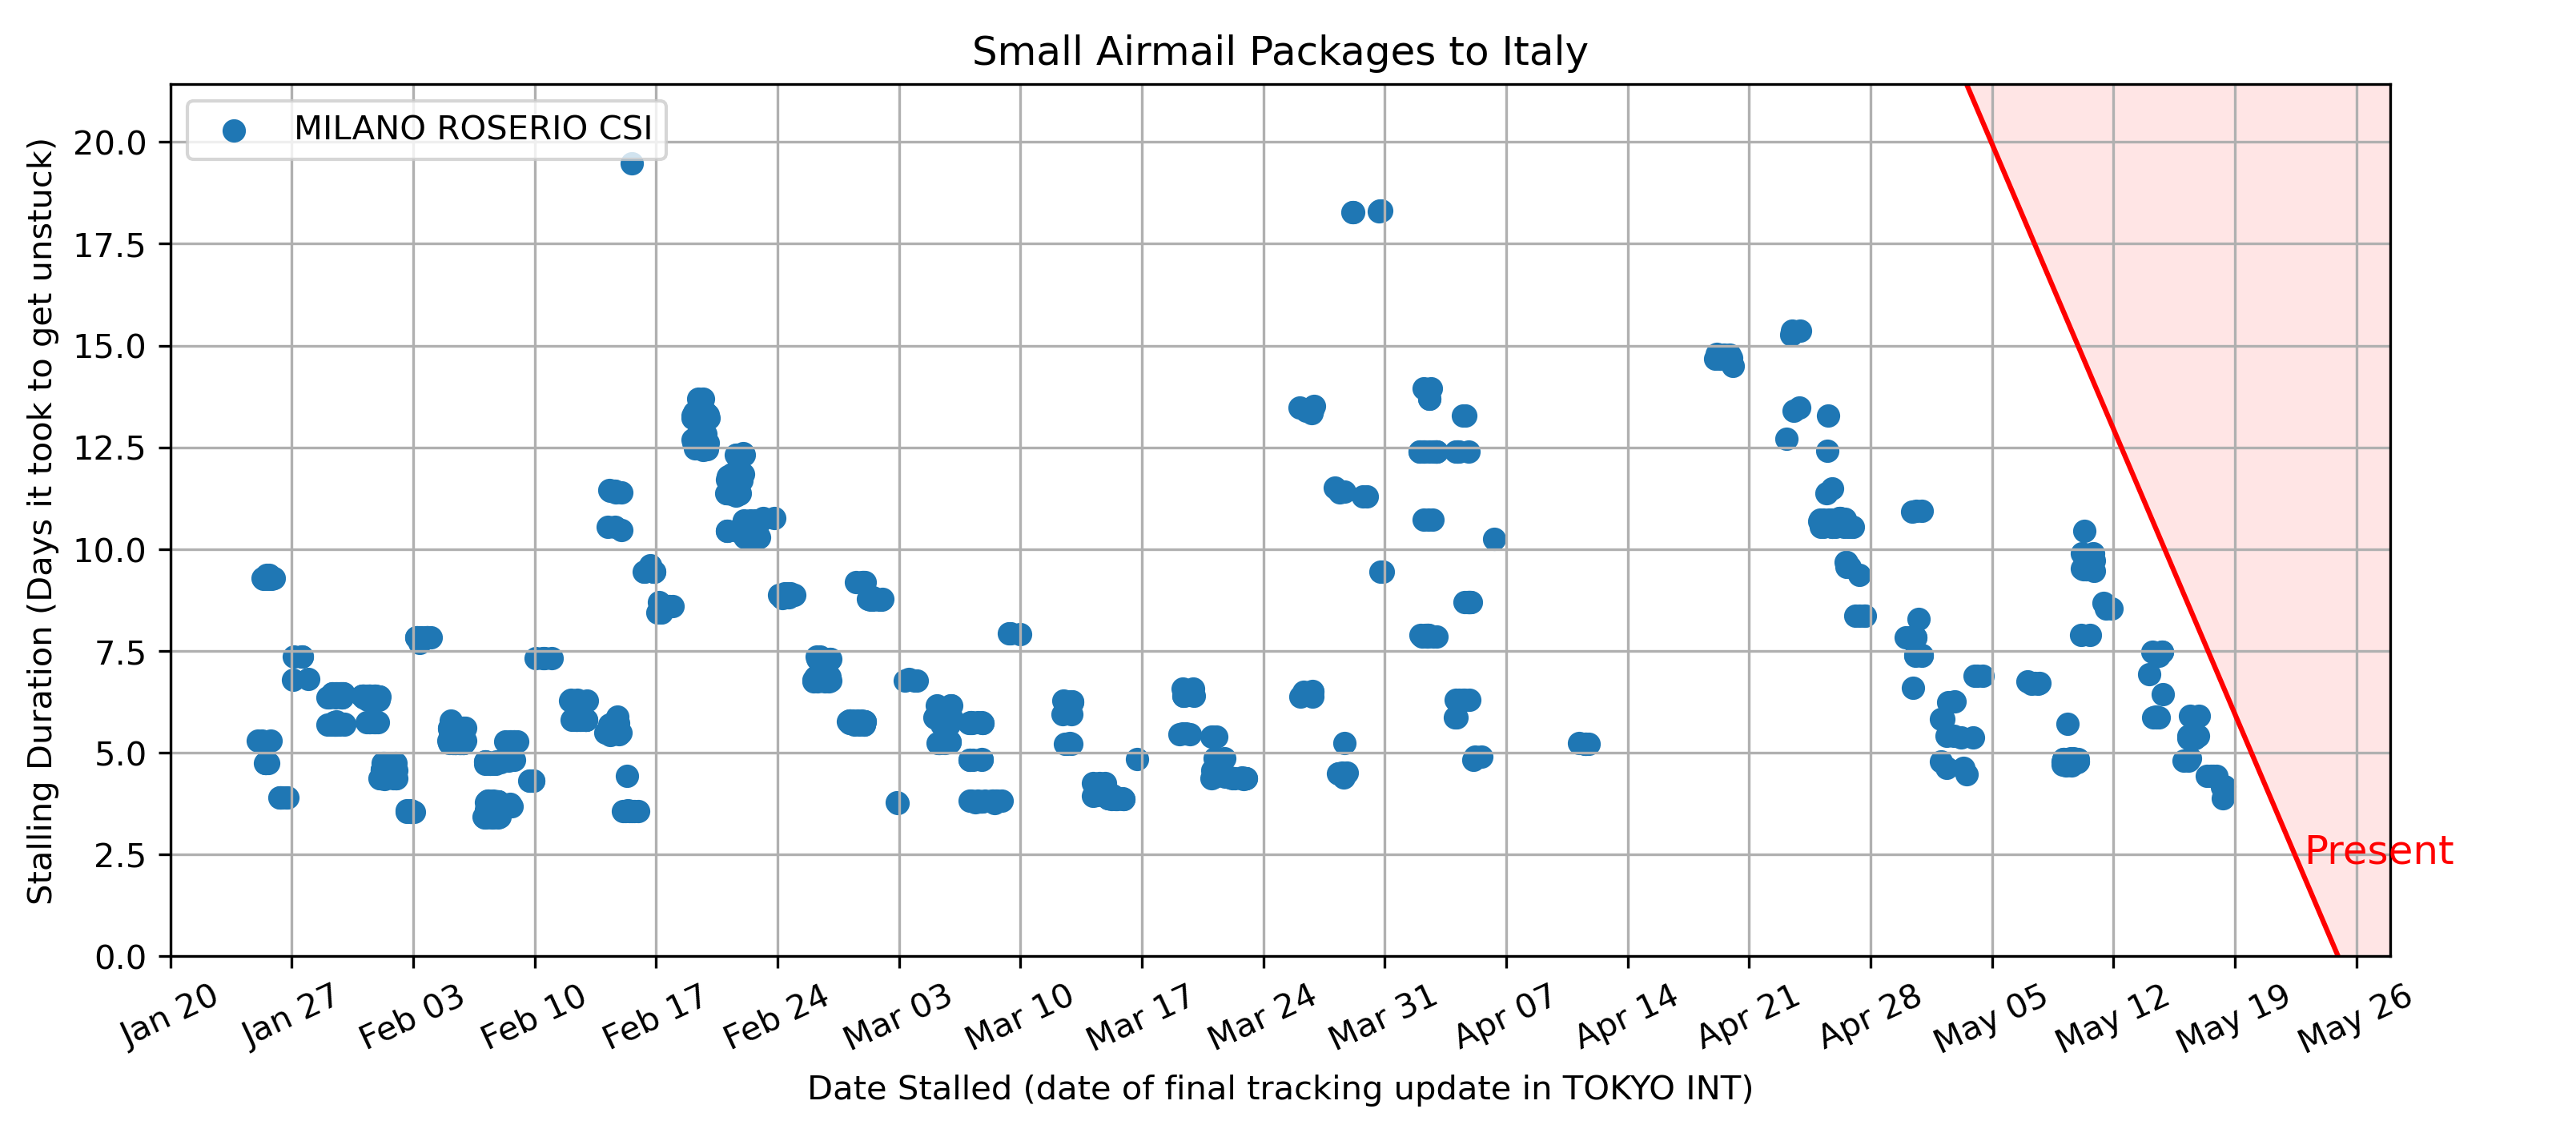 Small Airmail Packages to Italy
MILANO ROSERIO CSI
Stalling Duration (Days it took to get unstuck)
20.0
17.5
15.0
12.5
10.0
7.5
5.0
2.5
0.0
Present
Jan 20 Jan 27 Feb 03 Feb 10 Feb 17 Feb 24 Mar 03 Mar 10 Mar 17 Mar 24 Mar 31 Apr 07 Apr 14 Apr 21 Apr 28 May 05 May 12 May 19 May 26
Date Stalled (date of final tracking update in TOKYO INT)